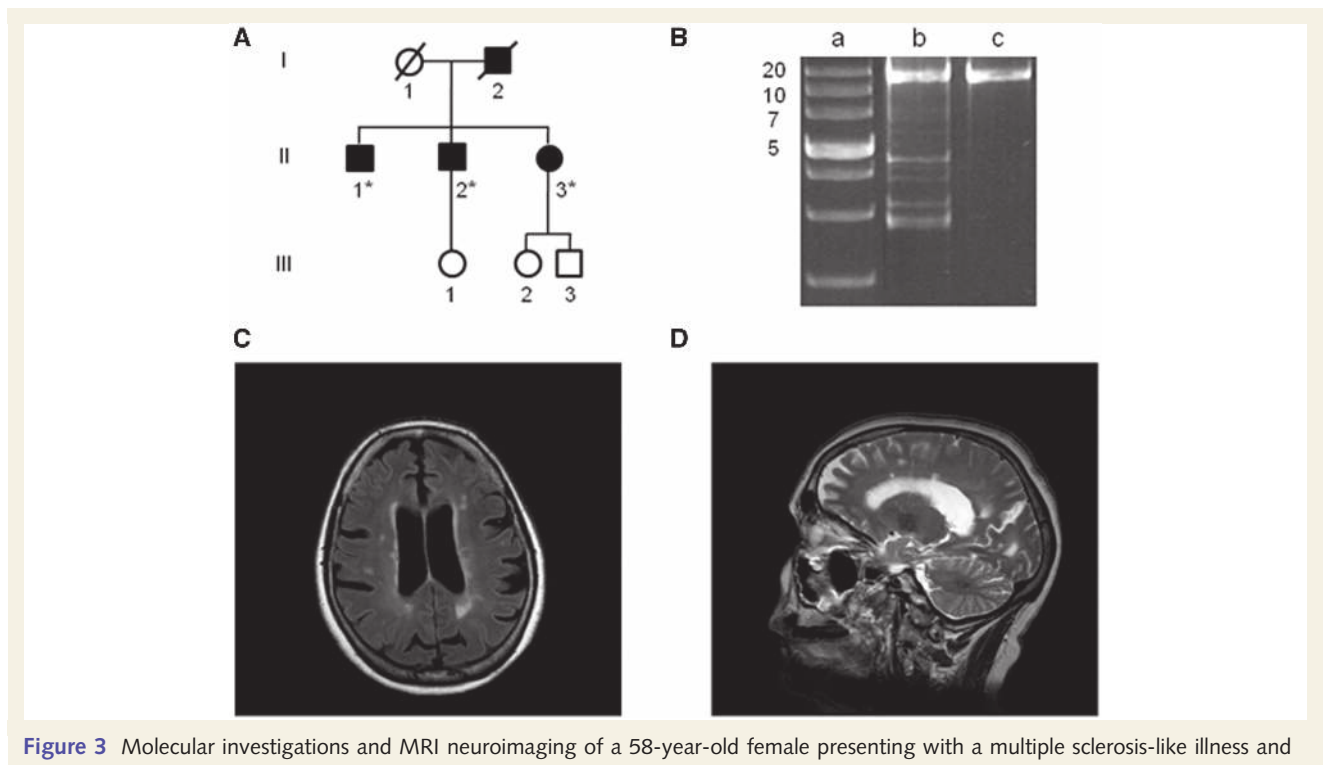 A
I
1
2
II
1*
2*
3*
III
1
2
3
B
a b c
20
10
7
5
C
D
Figure 3 Molecular investigations and MRI neuroimaging of a 58-year-old female presenting with a multiple sclerosis-like illness and